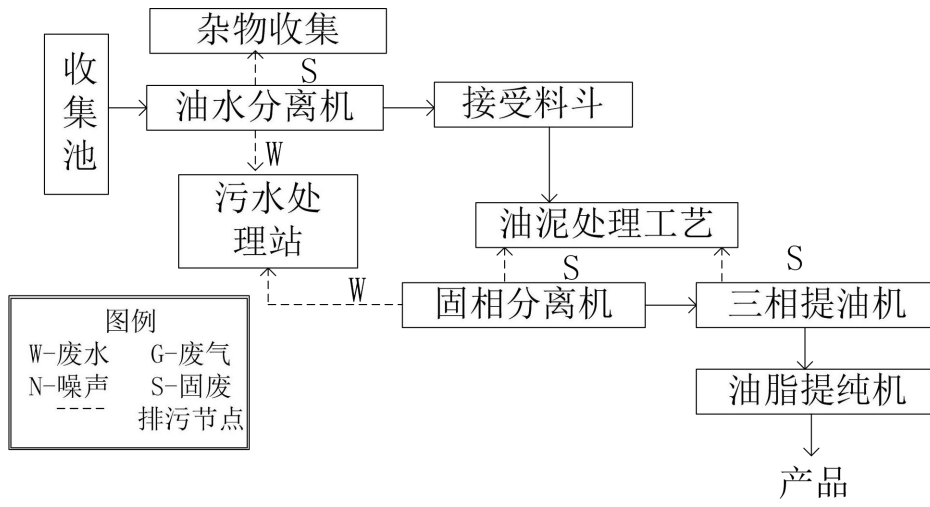 杂物收集
收集池
S
油水分离机
接受料斗
W
污水处
理站
油泥处理工艺
S
S
W
固相分离机
三相提油机
图例
W-废水 G-废气
N-噪声 S-固废
排污节点
油脂提纯机
产品